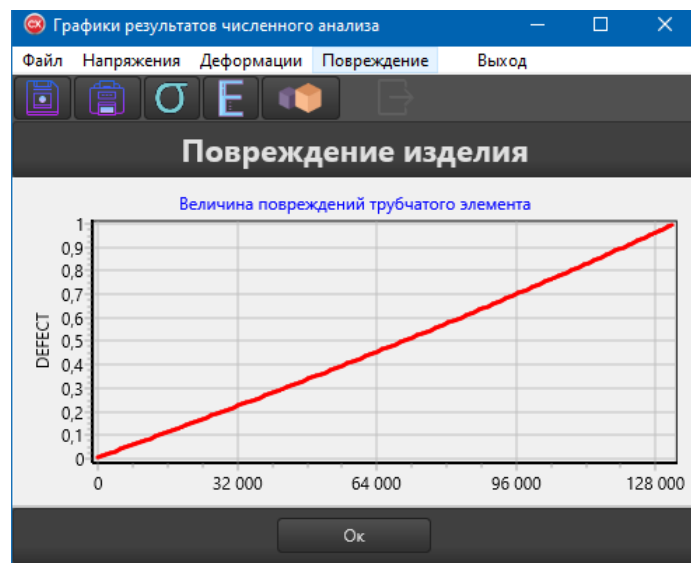 Графики результатов численного анализа
Файл Напряжения Деформации Повреждение Выход
σ E
Повреждение изделия
Величина повреждений трубчатого элемента
1
0,9
0,8
0,7
0,6
0,5
0,4
0,3
0,2
0,1
0
DEFECT
0 32 000 64 000 96 000 128 000
Ок